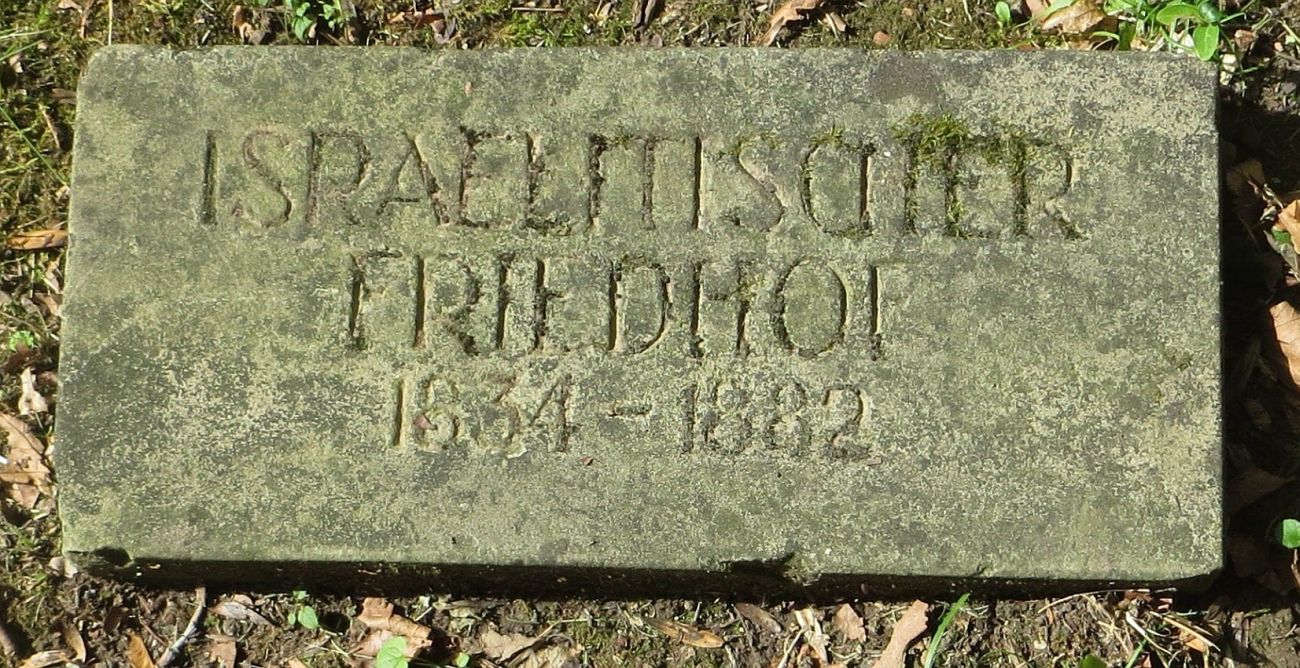 ISRAELITISCHER
FRIEDHOF
1834 – 1882